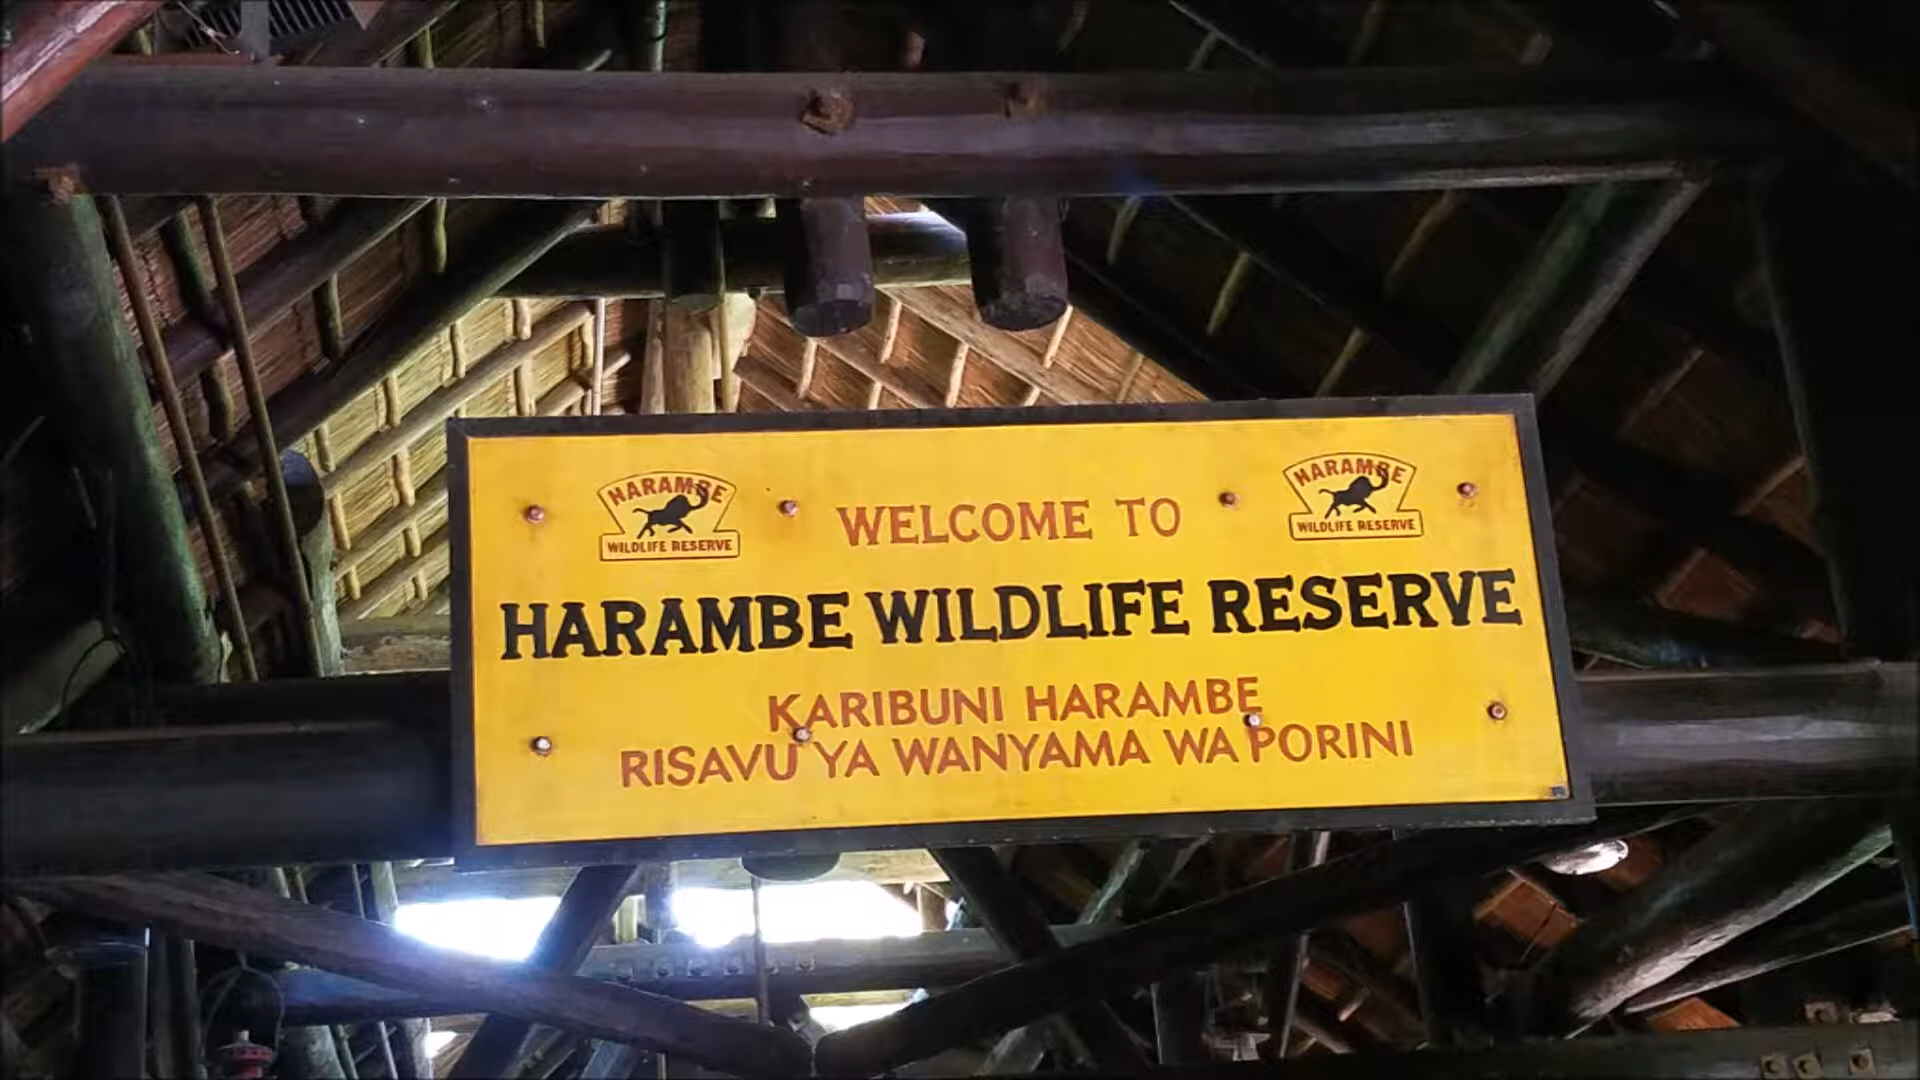 HARAMBE
WILDLIFE RESERVE
WELCOME TO
HARAMBE
WILDLIFE RESERVE
HARAMBE WILDLIFE RESERVE
KARIBUNI HARAMBE
RISAVU YA WANYAMA WA PORINI